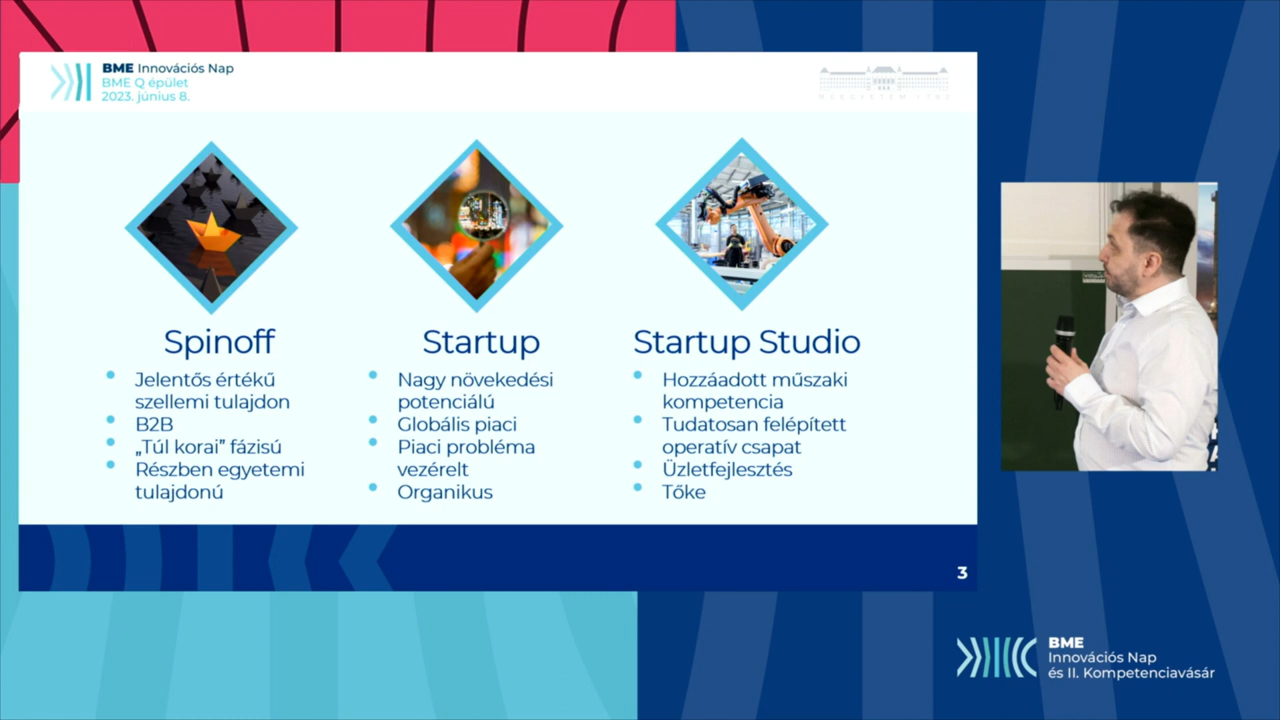 BME Innovációs Nap
BME Q épület
2023. június 8.
MŰEGYETEM 1782
Spinoff
Jelentős értékű
szellemi tulajdon
B2B
„Túl korai” fázisú
Részben egyetemi
tulajdonú
Startup
Nagy növekedési
potenciálú
Globális piaci
Piaci probléma
vezérelt
Organikus
Startup Studio
Hozzáadott műszaki
kompetencia
Tudatosan felépített
operatív csapat
Üzletfejlesztés
Tőke
3
BME
Innovációs Nap
és II. Kompetenciavásár